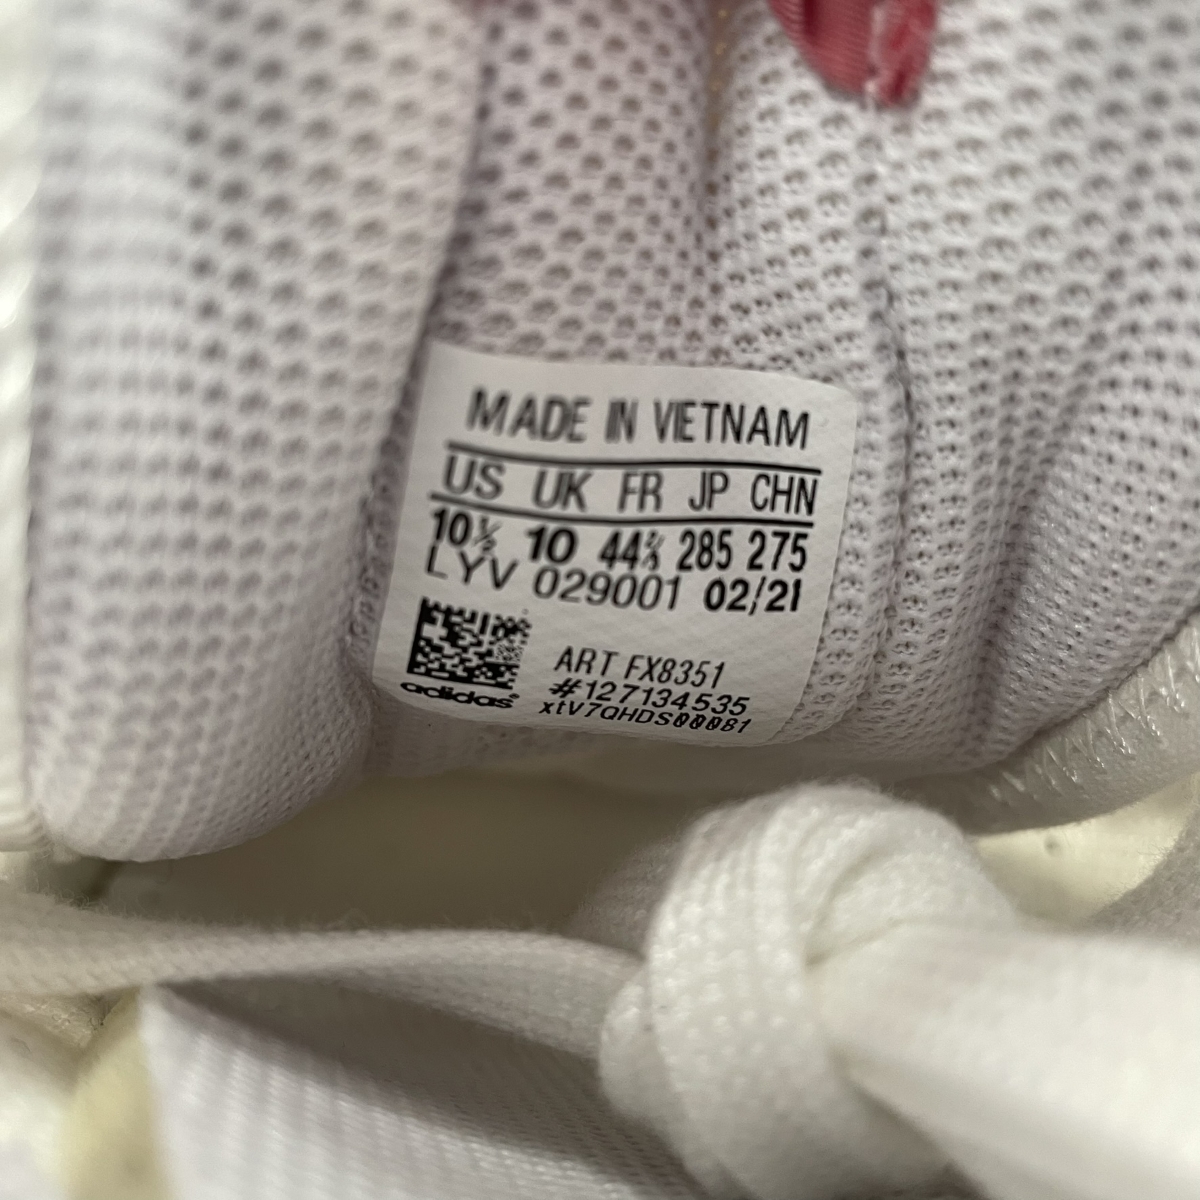 MADE IN VIETNAM
US UK FR JP CHN
10½ 10 44⅔ 285 275
LYV 029001 02/21
ART FX8351
#127134535
adidas
xtV7QHDS000B1